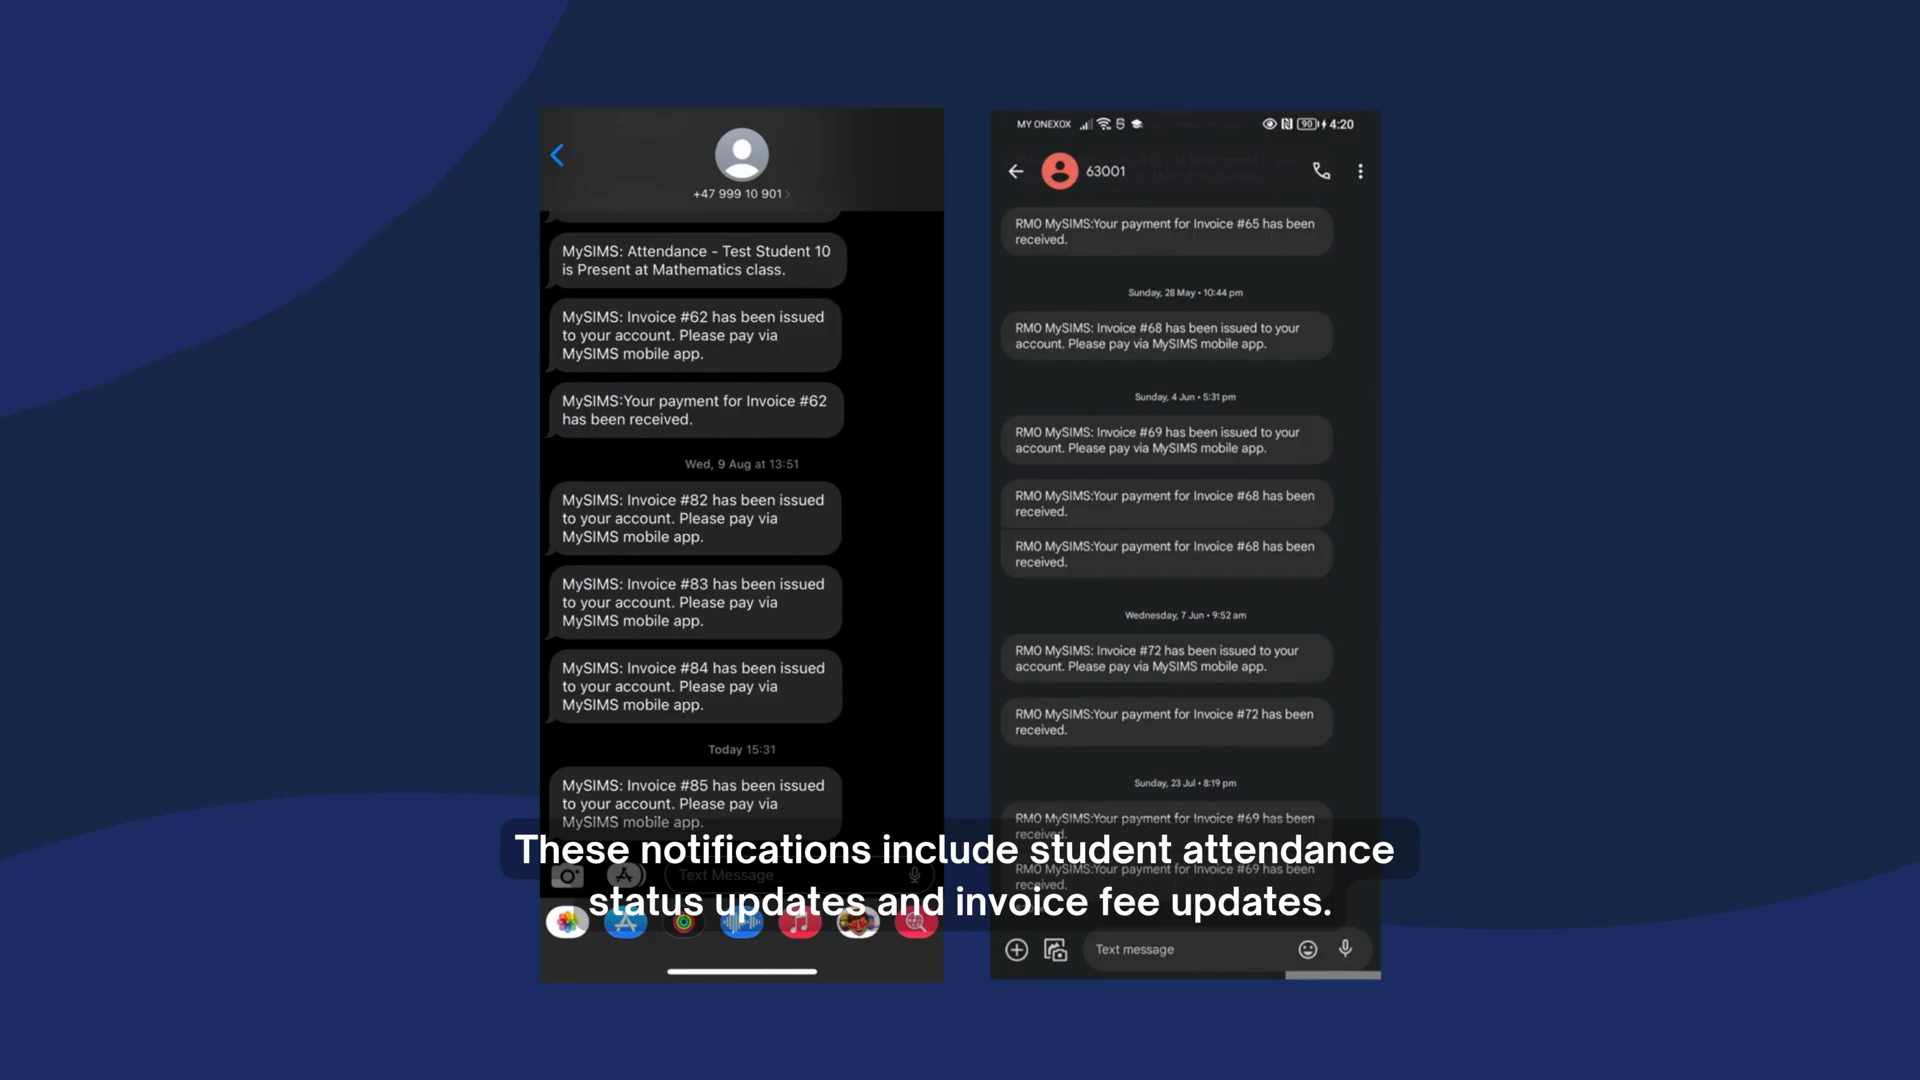 +47 999 10 901
MySIMS: Attendance - Test Student 10
is Present at Mathematics class.
MySIMS: Invoice #62 has been issued
to your account. Please pay via
MySIMS mobile app.
MySIMS:Your payment for Invoice #62
has been received.
Wed, 9 Aug at 13:51
MySIMS: Invoice #82 has been issued
to your account. Please pay via
MySIMS mobile app.
MySIMS: Invoice #83 has been issued
to your account. Please pay via
MySIMS mobile app.
MySIMS: Invoice #84 has been issued
to your account. Please pay via
MySIMS mobile app.
Today 15:31
MySIMS: Invoice #85 has been issued
to your account. Please pay via
MySIMS mobile app.
Text Message
MY ONEXOX
90 4:20
63001
RM0 MySIMS:Your payment for Invoice #65 has been
received.
Sunday, 28 May • 10:44 pm
RM0 MySIMS: Invoice #68 has been issued to your
account. Please pay via MySIMS mobile app.
Sunday, 4 Jun • 5:31 pm
RM0 MySIMS: Invoice #69 has been issued to your
account. Please pay via MySIMS mobile app.
RM0 MySIMS:Your payment for Invoice #68 has been
received.
RM0 MySIMS:Your payment for Invoice #68 has been
received.
Wednesday, 7 Jun • 9:52 am
RM0 MySIMS: Invoice #72 has been issued to your
account. Please pay via MySIMS mobile app.
RM0 MySIMS:Your payment for Invoice #72 has been
received.
Sunday, 23 Jul • 8:19 pm
RM0 MySIMS:Your payment for Invoice #69 has been
received.
RM0 MySIMS:Your payment for Invoice #69 has been
received.
Text message
These notifications include student attendance
status updates and invoice fee updates.